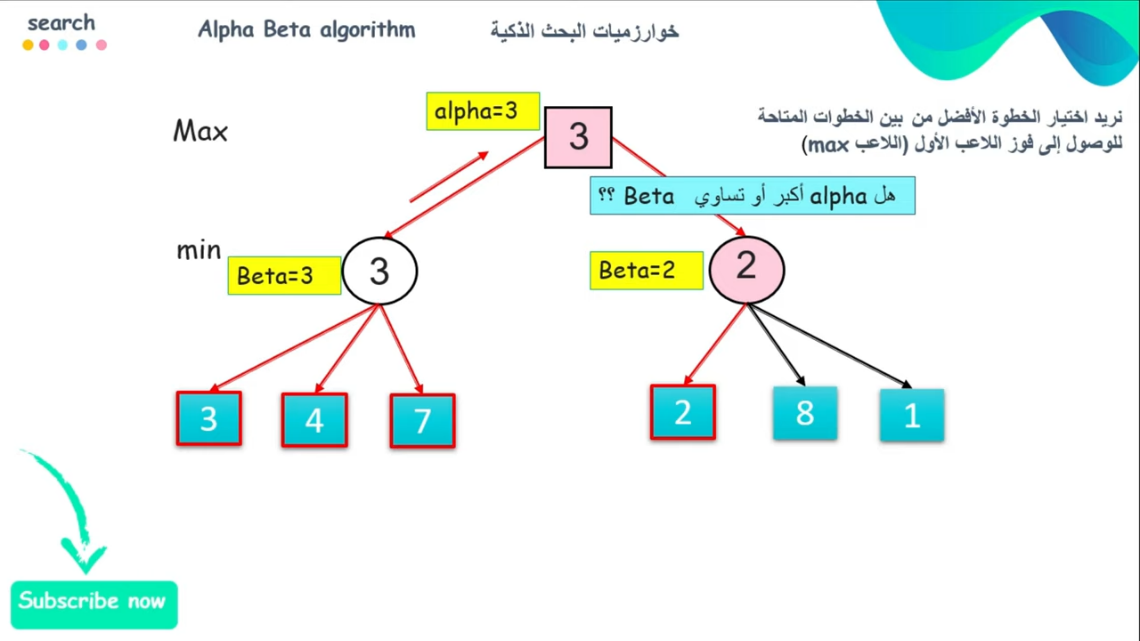 search
Alpha Beta algorithm
خوارزميات البحث الذكية
نريد اختيار الخطوة الأفضل من بين الخطوات المتاحة
للوصول إلى فوز اللاعب الأول (اللاعب max)
Max
alpha=3
3
هل alpha أكبر أو تساوي Beta ؟؟
min
Beta=3
3
Beta=2
2
3
4
7
2
8
1
Subscribe now